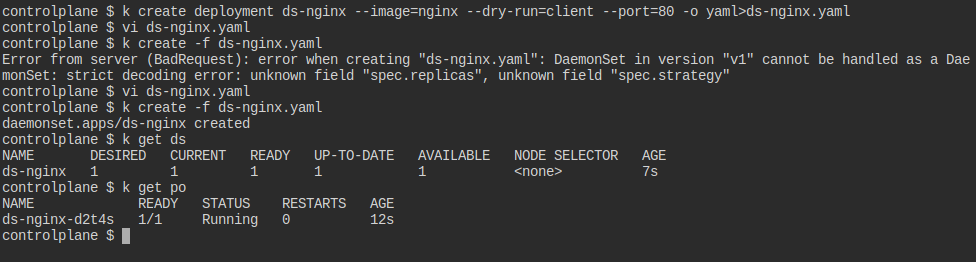 controlplane $ k create deployment ds-nginx --image=nginx --dry-run=client --port=80 -o yaml>ds-nginx.yaml
controlplane $ vi ds-nginx.yaml
controlplane $ k create -f ds-nginx.yaml
Error from server (BadRequest): error when creating "ds-nginx.yaml": DaemonSet in version "v1" cannot be handled as a Dae
monSet: strict decoding error: unknown field "spec.replicas", unknown field "spec.strategy"
controlplane $ vi ds-nginx.yaml
controlplane $ k create -f ds-nginx.yaml
daemonset.apps/ds-nginx created
controlplane $ k get ds
NAME       DESIRED   CURRENT   READY   UP-TO-DATE   AVAILABLE   NODE SELECTOR   AGE
ds-nginx   1         1         1       1            1           <none>          7s
controlplane $ k get po
NAME             READY   STATUS    RESTARTS   AGE
ds-nginx-d2t4s   1/1     Running   0          12s
controlplane $